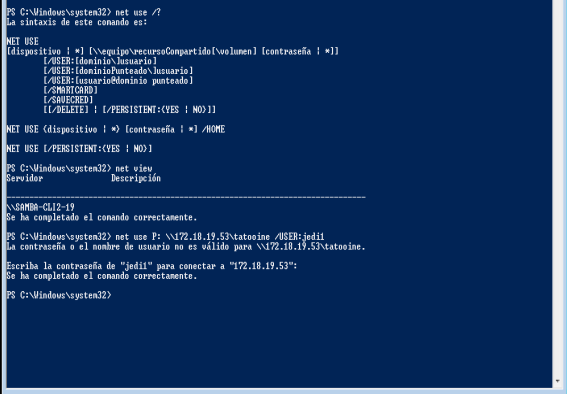 PS C:\Windows\system32> net use /?
La sintaxis de este comando es:
NET USE
[dispositivo | *] [\\equipo\recursoCompartido[\volumen] [contraseña | *]]
[/USER:[dominio\]usuario]
[/USER:[dominioPunteado\]usuario]
[/USER:[usuario@dominio punteado]
[/SMARTCARD]
[/SAVECRED]
[[/DELETE] | [/PERSISTENT:{YES | NO}]]
NET USE {dispositivo | *} [contraseña | *] /HOME
NET USE [/PERSISTENT:{YES | NO}]
PS C:\Windows\system32> net view
Servidor Descripción
-------------------------------------------------------------------------------
\\SAMBA-CLI2-19
Se ha completado el comando correctamente.
PS C:\Windows\system32> net use P: \\172.18.19.53\tatooine /USER:jedi1
La contraseña o el nombre de usuario no es válido para \\172.18.19.53\tatooine.
Escriba la contraseña de "jedi1" para conectar a "172.18.19.53":
Se ha completado el comando correctamente.
PS C:\Windows\system32>